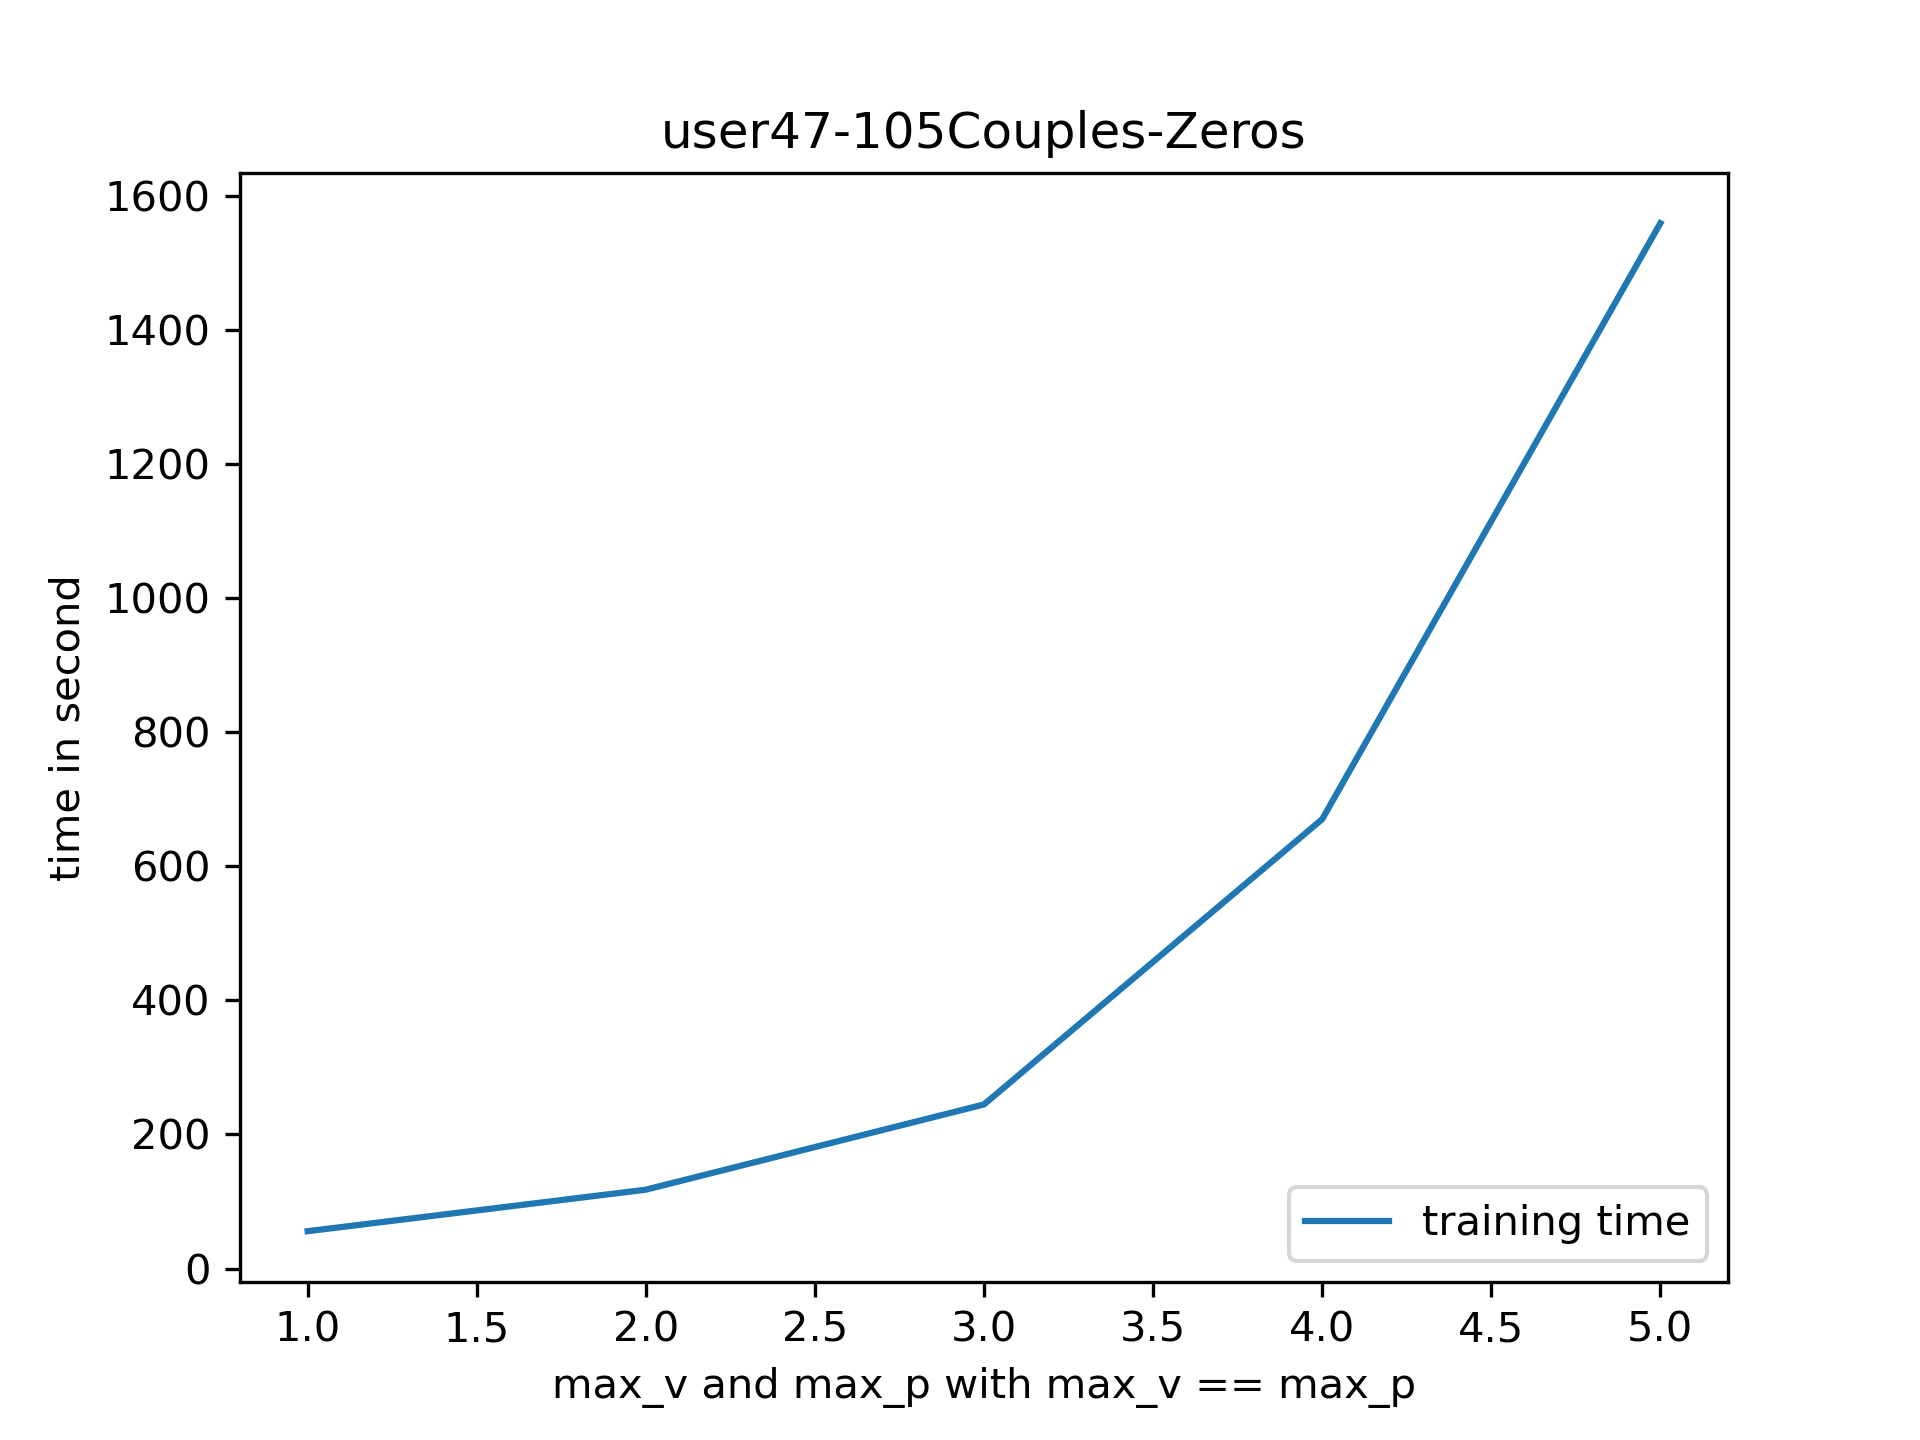 user47-105Couples-Zeros
1600
1400
1200
1000
800
600
400
200
0
time in second
training time
1.0 1.5 2.0 2.5 3.0 3.5 4.0 4.5 5.0
max_v and max_p with max_v == max_p